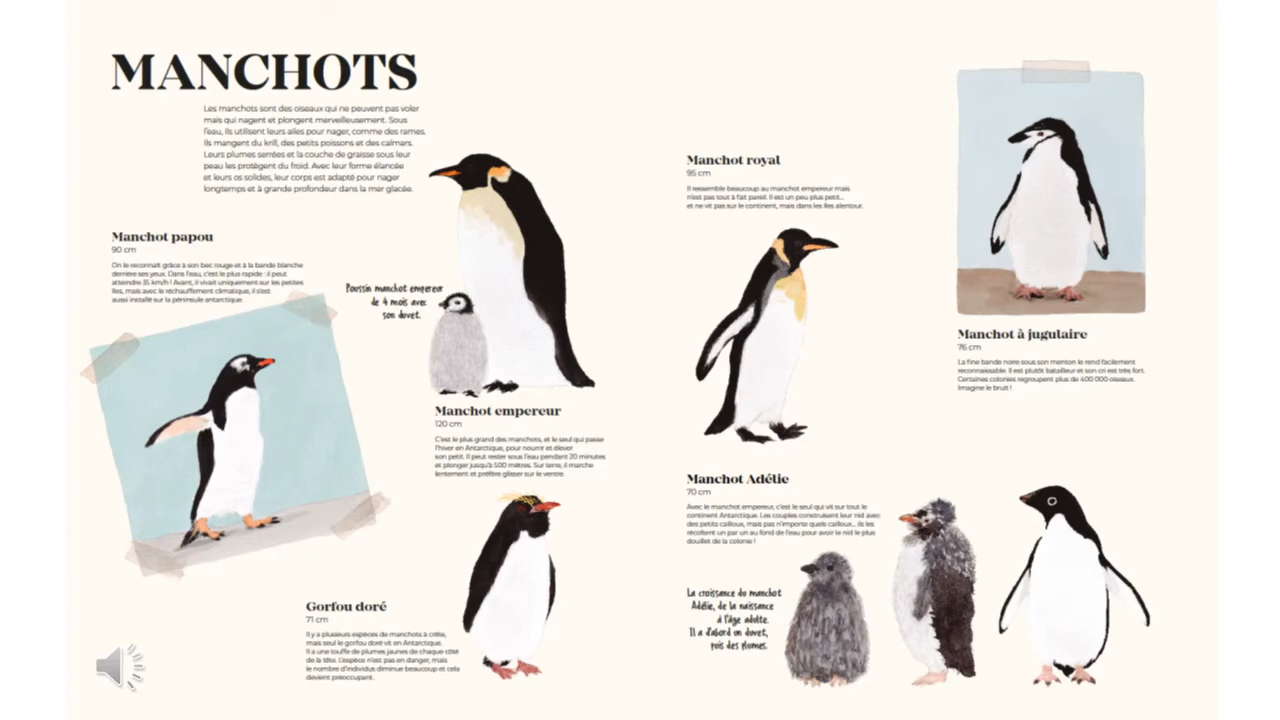 MANCHOTS
Les manchots sont des oiseaux qui ne peuvent pas voler
mais qui nagent et plongent merveilleusement. Sous
l'eau, ils utilisent leurs ailes pour nager, comme des rames.
Ils mangent du krill, des petits poissons et des calmars.
Leurs plumes serrées et la couche de graisse sous leur
peau les protègent du froid. Avec leur forme élancée
et leurs os solides, leur corps est adapté pour nager
longtemps et à grande profondeur dans la mer glacée.
Manchot papou
90 cm
On le reconnaît grâce à son bec rouge et à la bande blanche
derrière ses yeux. Dans l'eau, c'est le plus rapide : il peut
atteindre 35 km/h ! Avant, il vivait uniquement sur les petites
îles, mais avec le réchauffement climatique, il s'est
aussi installé sur la péninsule antarctique.
Poussin manchot empereur
de 4 mois avec
son duvet.
Manchot empereur
120 cm
C'est le plus grand des manchots, et le seul qui passe
l'hiver en Antarctique, pour nourrir et élever
son petit. Il peut rester sous l'eau pendant 20 minutes
et plonger jusqu'à 500 mètres. Sur terre, il marche
lentement et préfère glisser sur le ventre.
Gorfou doré
71 cm
Il y a plusieurs espèces de manchots à crête,
mais seul le gorfou doré vit en Antarctique.
Il a une touffe de plumes jaunes de chaque côté
de la tête. L'espèce n'est pas en danger, mais
le nombre d'individus diminue beaucoup et cela
devient préoccupant.
Manchot royal
95 cm
Il ressemble beaucoup au manchot empereur mais
n'est pas tout à fait pareil. Il est un peu plus petit...
et ne vit pas sur le continent, mais dans les îles alentour.
Manchot à jugulaire
76 cm
La fine bande noire sous son menton le rend facilement
reconnaissable. Il est plutôt batailleur et son cri est très fort.
Certaines colonies regroupent plus de 400 000 oiseaux.
Imagine le bruit !
Manchot Adélie
70 cm
Avec le manchot empereur, c'est le seul qui vit sur tout le
continent Antarctique. Les couples construisent leur nid avec
des petits cailloux, mais pas n'importe quels cailloux... ils les
récoltent un par un au fond de l'eau pour avoir le nid le plus
douillet de la colonie !
La croissance du manchot
Adélie, de la naissance
à l'âge adulte.
Il a d'abord un duvet,
puis des plumes.